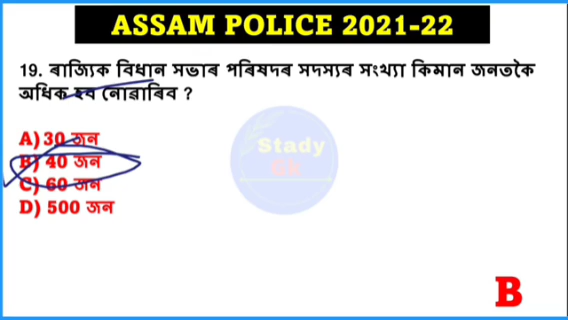 ASSAM POLICE 2021-22
19. ৰাজ্যিক বিধান সভাৰ পৰিষদৰ সদস্যৰ সংখ্যা কিমান জনতকৈ
অধিক হব নোৱাৰিব ?
A) 30 জন
B) 40 জন
C) 60 জন
D) 500 জন
Stady
CS
B